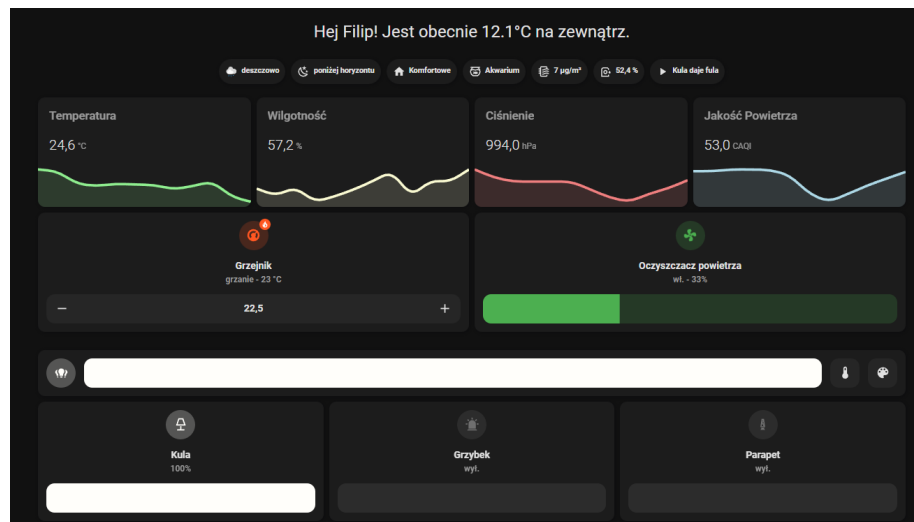 Hej Filip! Jest obecnie 12.1°C na zewnątrz.
deszczowo poniżej horyzontu Komfortowe Akwarium 7 µg/m³ 52,4 % Kula daje fula
Temperatura Wilgotność Ciśnienie Jakość Powietrza
24,6 °C 57,2 % 994,0 hPa 53,0 CAQI
Grzejnik Oczyszczacz powietrza
grzanie - 23 °C wł. - 33%
− 22,5 +
Kula Grzybek Parapet
100% wył. wył.